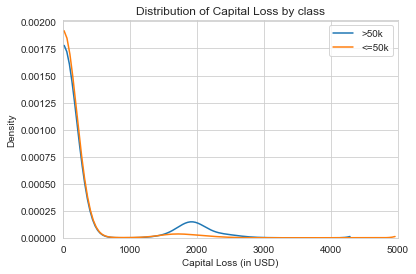 Distribution of Capital Loss by class
0.00200
0.00175
0.00150
0.00125
0.00100
0.00075
0.00050
0.00025
0.00000
Density
>50k
<=50k
0 1000 2000 3000 4000 5000
Capital Loss (in USD)